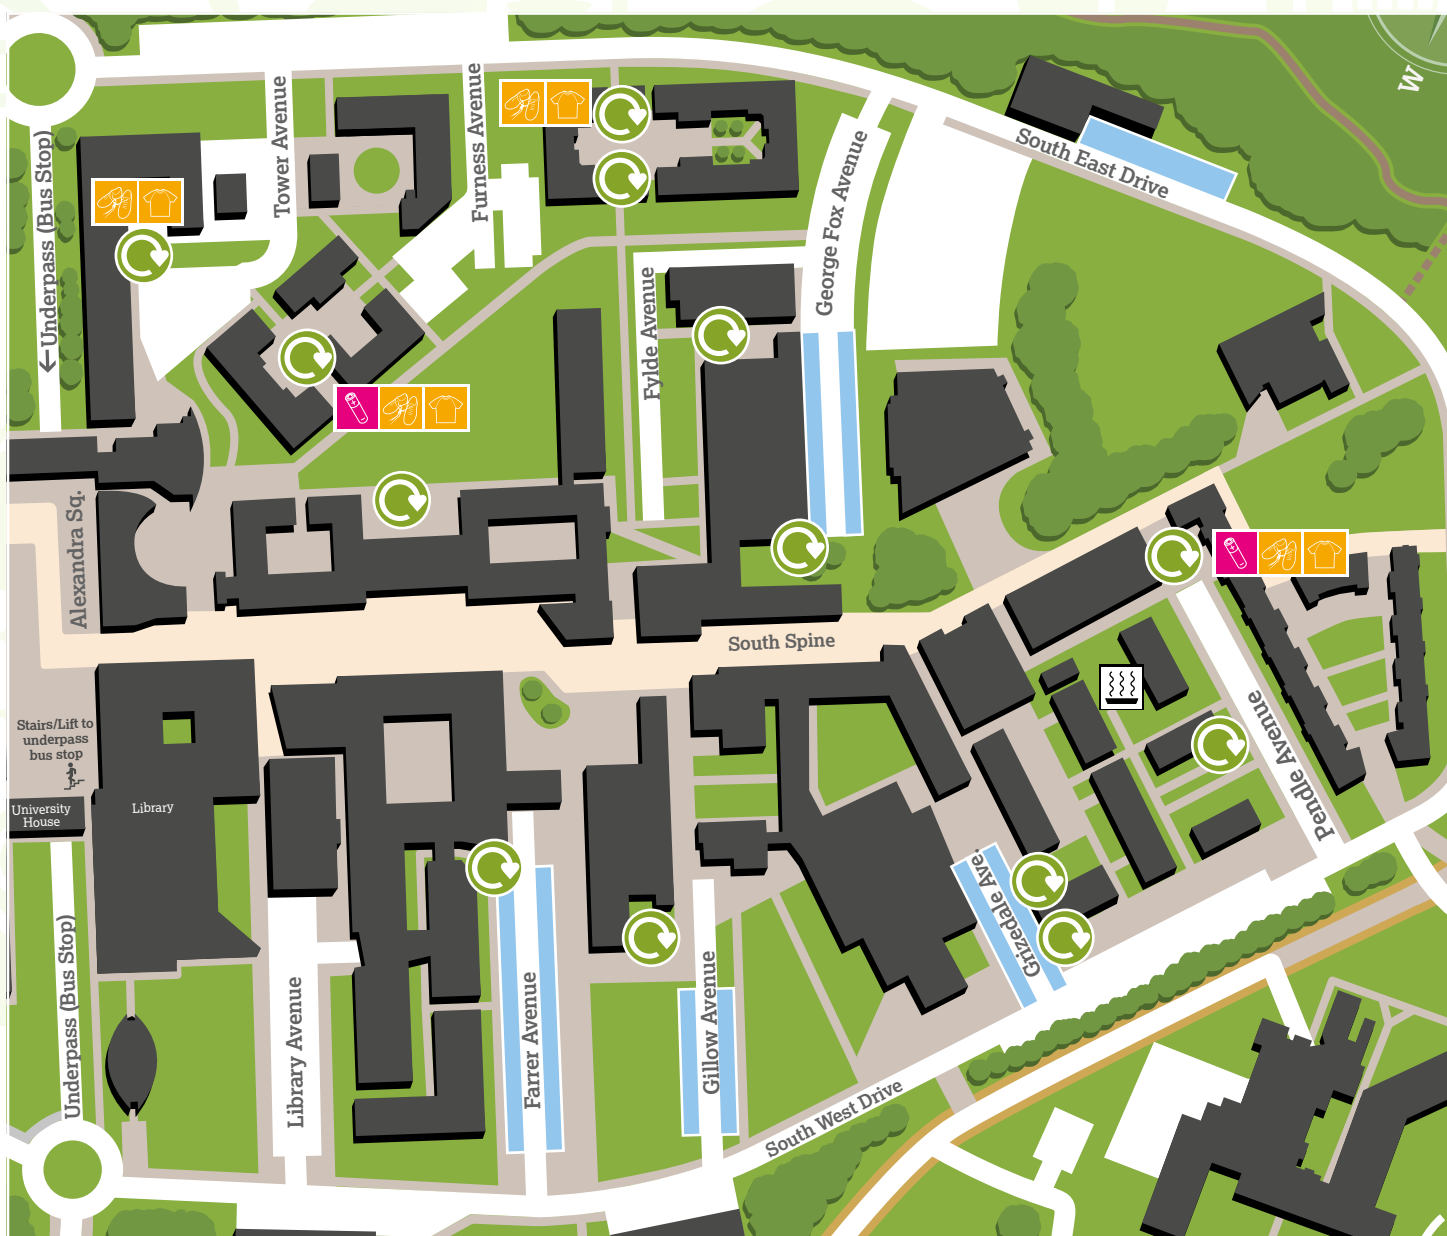 W
South East Drive
Underpass (Bus Stop)
Tower Avenue
Furness Avenue
George Fox Avenue
Fylde Avenue
Alexandra Sq.
South Spine
Stairs/Lift to
underpass
bus stop
University
House
Library
Pendle Avenue
Grizedale Ave.
Underpass (Bus Stop)
Library Avenue
Farrer Avenue
Gillow Avenue
South West Drive